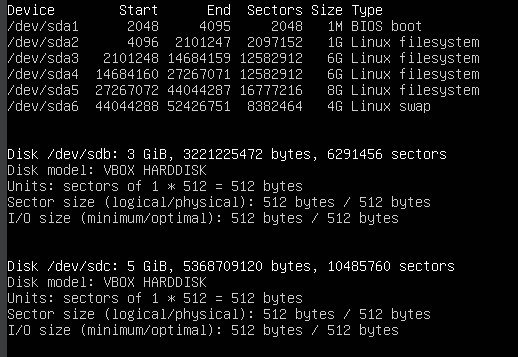 Device Start End Sectors Size Type
/dev/sda1 2048 4095 2048 1M BIOS boot
/dev/sda2 4096 2101247 2097152 1G Linux filesystem
/dev/sda3 2101248 14684159 12582912 6G Linux filesystem
/dev/sda4 14684160 27267071 12582912 6G Linux filesystem
/dev/sda5 27267072 44044287 16777216 8G Linux filesystem
/dev/sda6 44044288 52426751 8382464 4G Linux swap
Disk /dev/sdb: 3 GiB, 3221225472 bytes, 6291456 sectors
Disk model: VBOX HARDDISK
Units: sectors of 1 * 512 = 512 bytes
Sector size (logical/physical): 512 bytes / 512 bytes
I/O size (minimum/optimal): 512 bytes / 512 bytes
Disk /dev/sdc: 5 GiB, 5368709120 bytes, 10485760 sectors
Disk model: VBOX HARDDISK
Units: sectors of 1 * 512 = 512 bytes
Sector size (logical/physical): 512 bytes / 512 bytes
I/O size (minimum/optimal): 512 bytes / 512 bytes